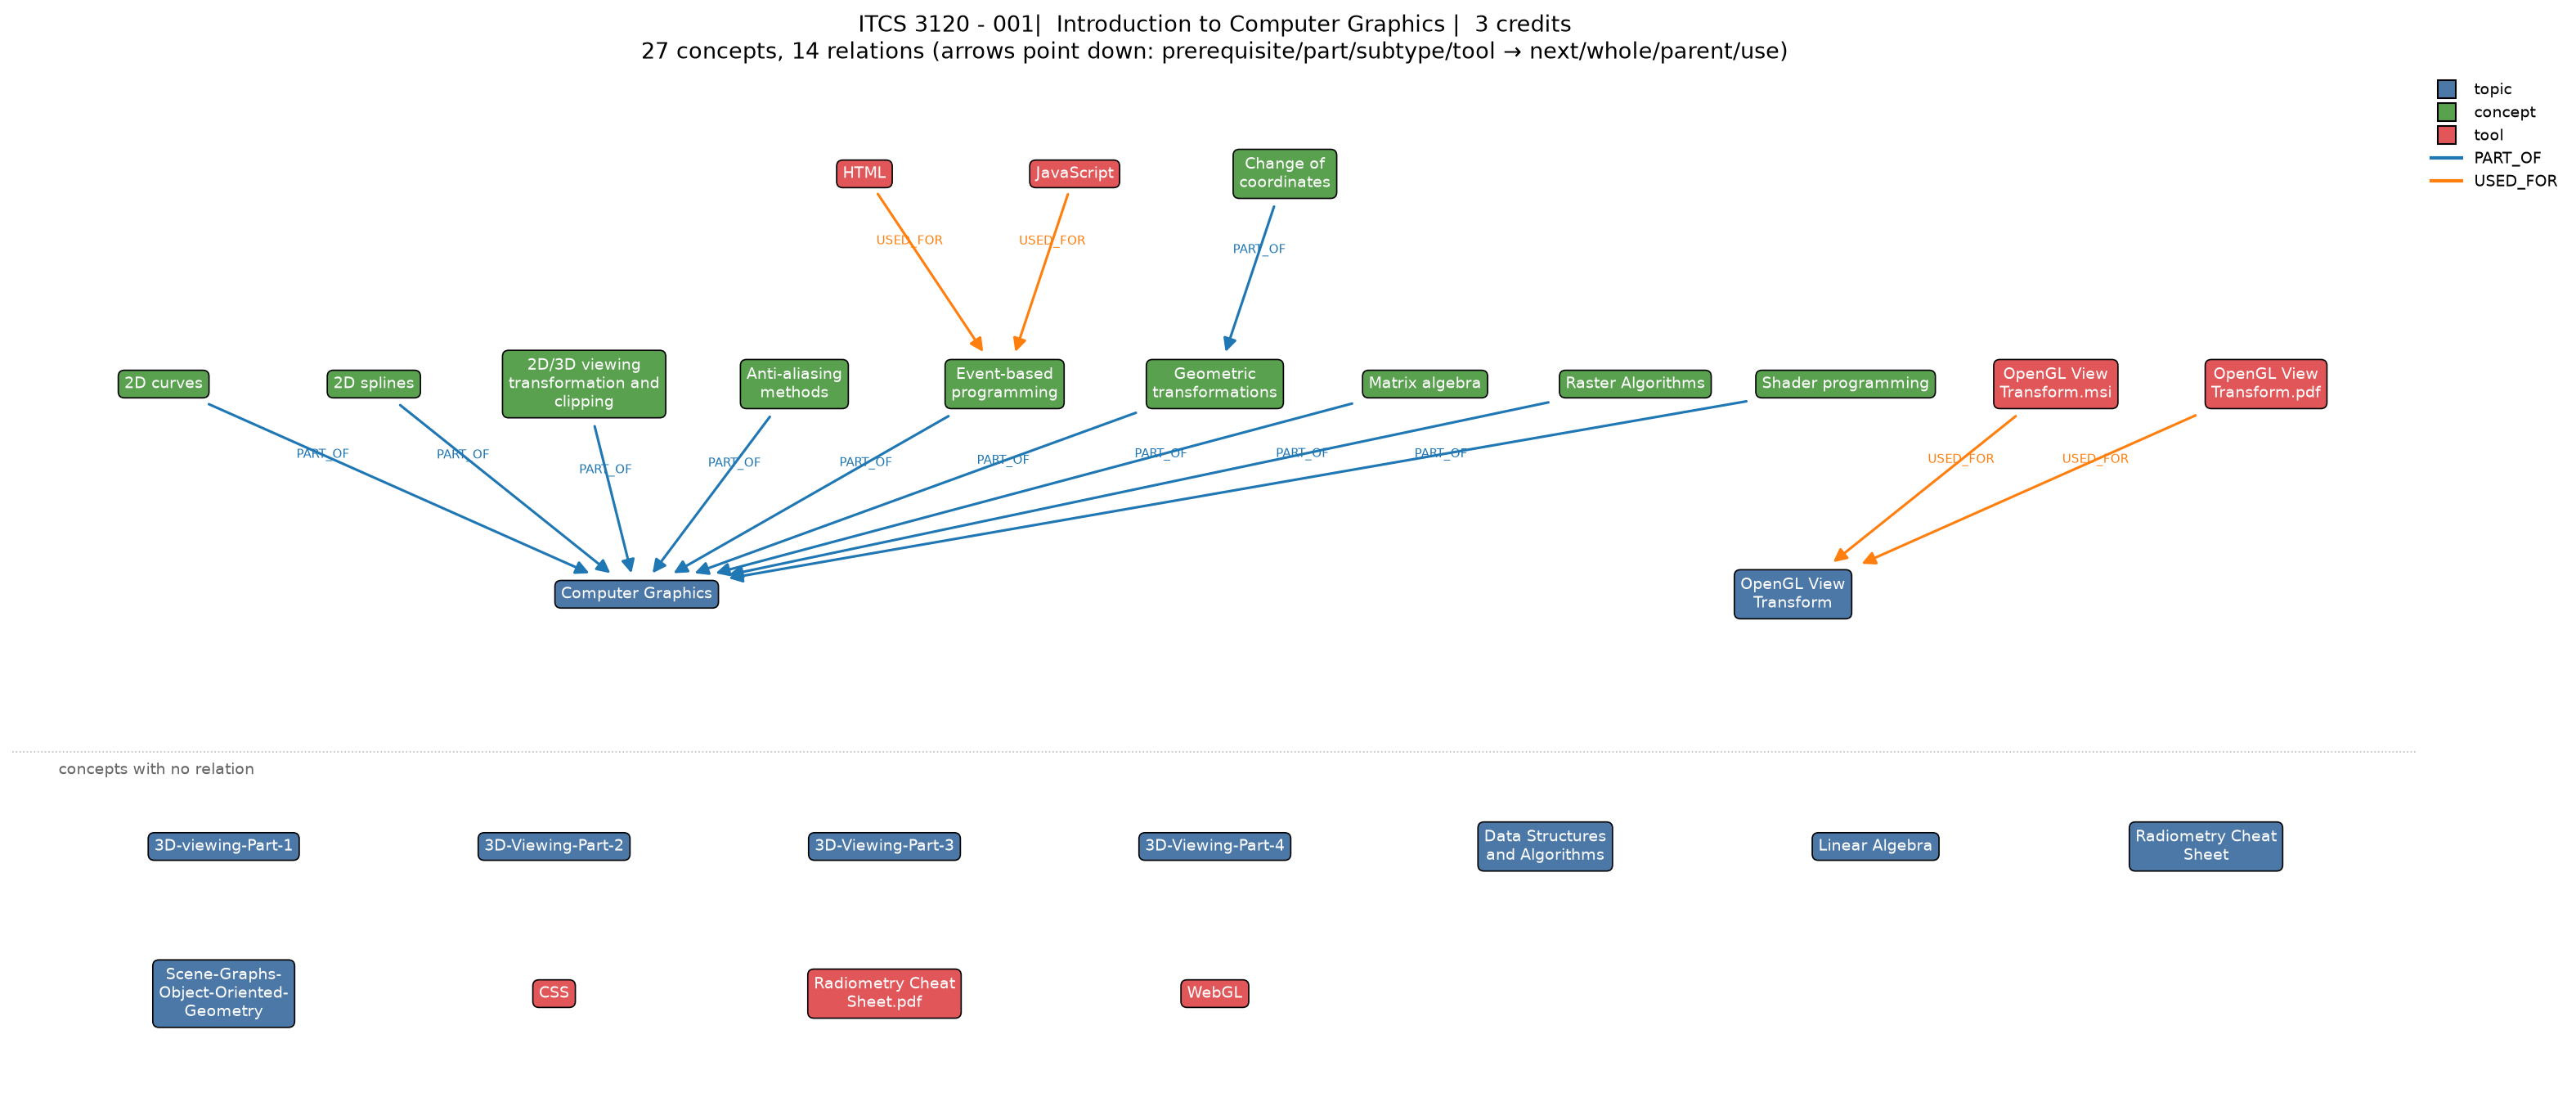 ITCS 3120 - 001|  Introduction to Computer Graphics |  3 credits
27 concepts, 14 relations (arrows point down: prerequisite/part/subtype/tool → next/whole/parent/use)
topic
concept
tool
PART_OF
USED_FOR
HTML
JavaScript
Change of
coordinates
USED_FOR
USED_FOR
PART_OF
2D curves
2D splines
2D/3D viewing
transformation and
clipping
Anti-aliasing
methods
Event-based
programming
Geometric
transformations
Matrix algebra
Raster Algorithms
Shader programming
OpenGL View
Transform.msi
OpenGL View
Transform.pdf
PART_OF
PART_OF
PART_OF
PART_OF
PART_OF
PART_OF
PART_OF
PART_OF
PART_OF
USED_FOR
USED_FOR
Computer Graphics
OpenGL View
Transform
concepts with no relation
3D-viewing-Part-1
3D-Viewing-Part-2
3D-Viewing-Part-3
3D-Viewing-Part-4
Data Structures
and Algorithms
Linear Algebra
Radiometry Cheat
Sheet
Scene-Graphs-
Object-Oriented-
Geometry
CSS
Radiometry Cheat
Sheet.pdf
WebGL